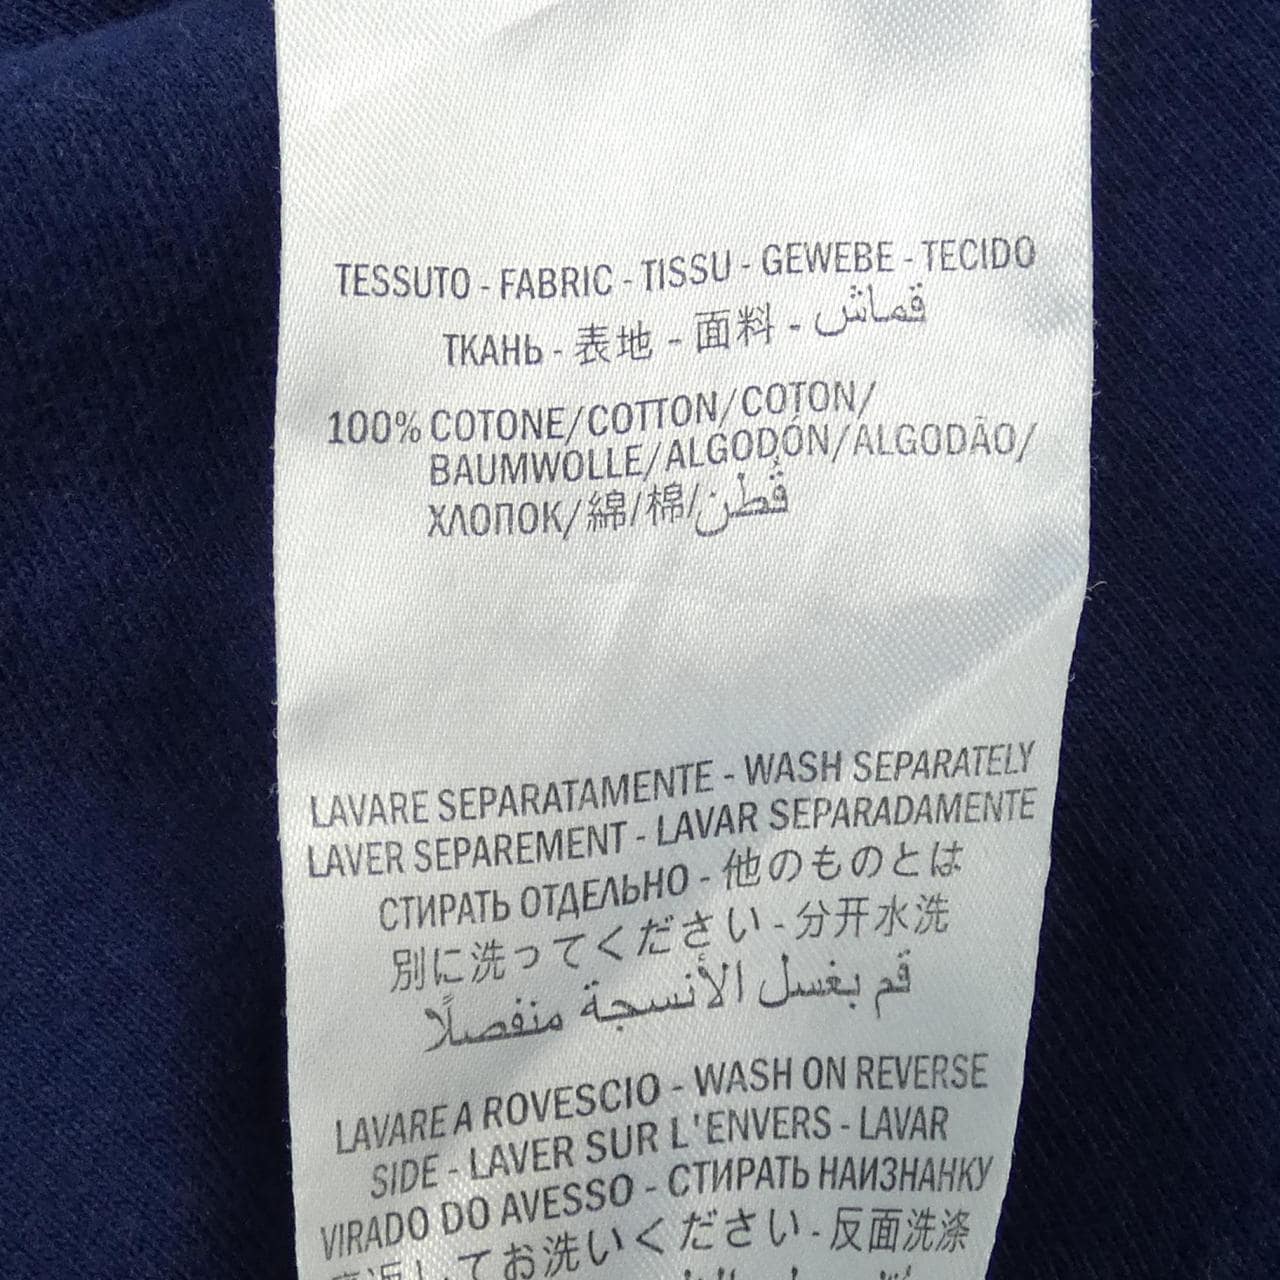 TESSUTO - FABRIC - TISSU - GEWEBE - TECIDO
ТКАНЬ - 表地 - 面料 - قماش
100% COTONE/COTTON/COTON/
BAUMWOLLE/ALGODÓN/ALGODÃO/
ХЛОПОК/綿/棉/قُطن
LAVARE SEPARATAMENTE - WASH SEPARATELY
LAVER SEPAREMENT - LAVAR SEPARADAMENTE
СТИРАТЬ ОТДЕЛЬНО - 他のものとは
別に洗ってください - 分开水洗
قم بغسل الأنسجة منفصلاً
LAVARE A ROVESCIO - WASH ON REVERSE
SIDE - LAVER SUR L'ENVERS - LAVAR
VIRADO DO AVESSO - СТИРАТЬ НАИЗНАНКУ
裏返してお洗いください - 反面洗涤